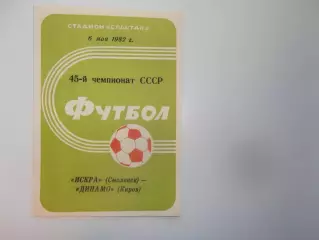 СТАДИОН «СПАРТАК»
6 мая 1982 г.
45-й чемпионат СССР
ФУТБОЛ
«ИСКРА» (Смоленск) —
«ДИНАМО» (Киров)